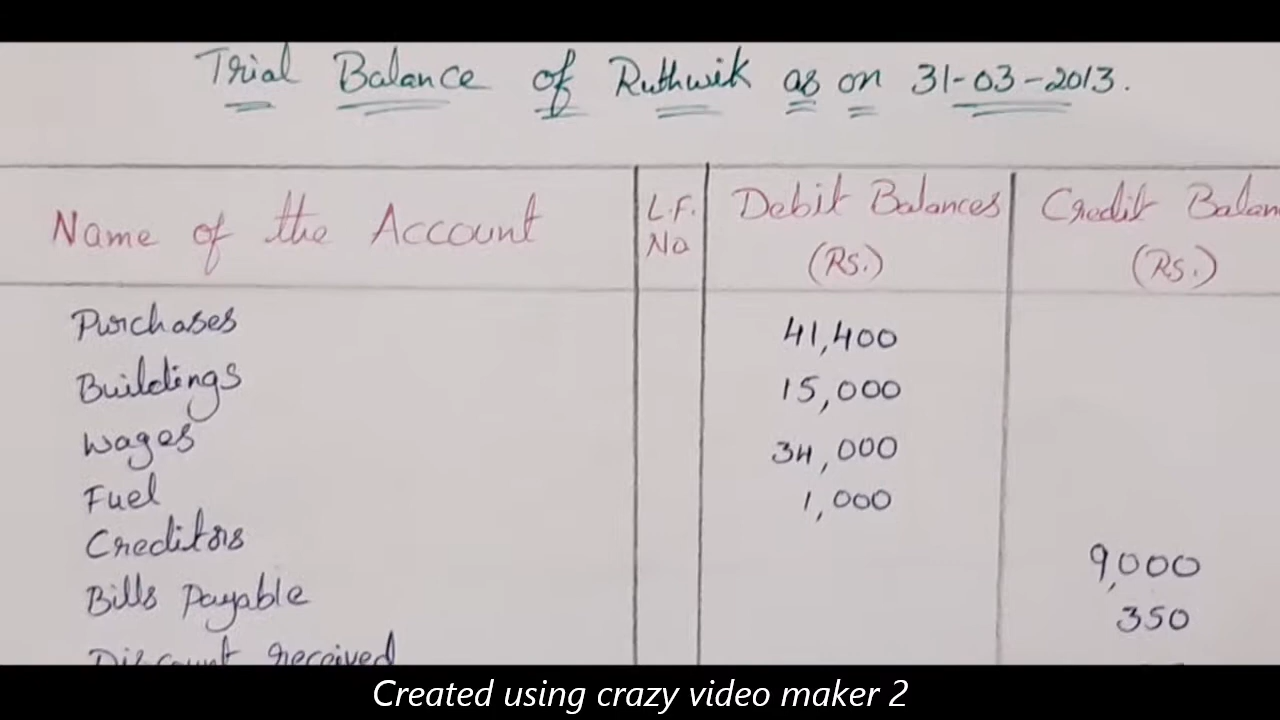 Trial Balance of Ruthwik as on 31-03-2013.
Name of the Account L.F. No Debit Balances (Rs.) Credit Balan (Rs.)
Purchases 41,400
Buildings 15,000
Wages 34,000
Fuel 1,000
Creditors 9,000
Bills Payable 350
Discount received
Created using crazy video maker 2